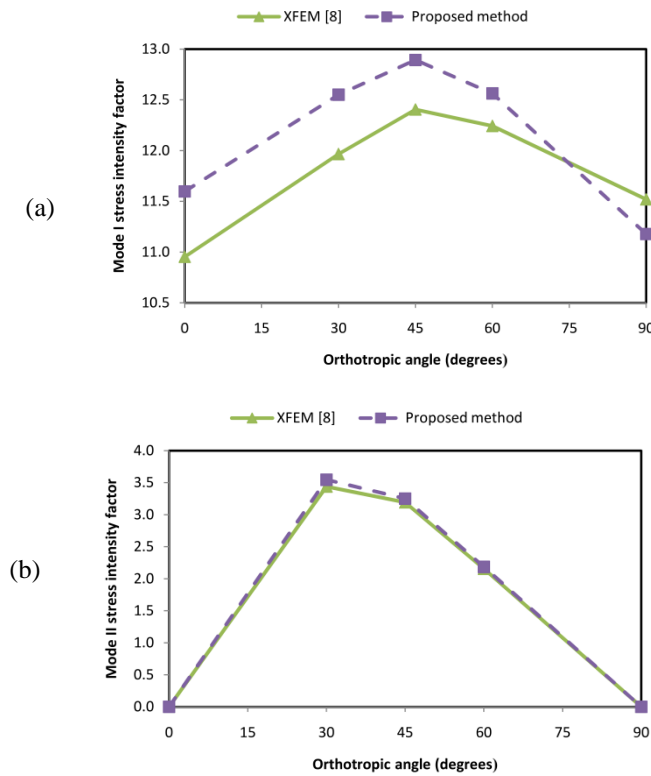 XFEM [8] Proposed method
13.0
12.5
12.0
11.5
11.0
10.5
Mode I stress intensity factor
(a)
0 15 30 45 60 75 90
Orthotropic angle (degrees)
XFEM [8] Proposed method
4.0
3.5
3.0
2.5
2.0
1.5
1.0
0.5
0.0
Mode II stress intensity factor
(b)
0 15 30 45 60 75 90
Orthotropic angle (degrees)